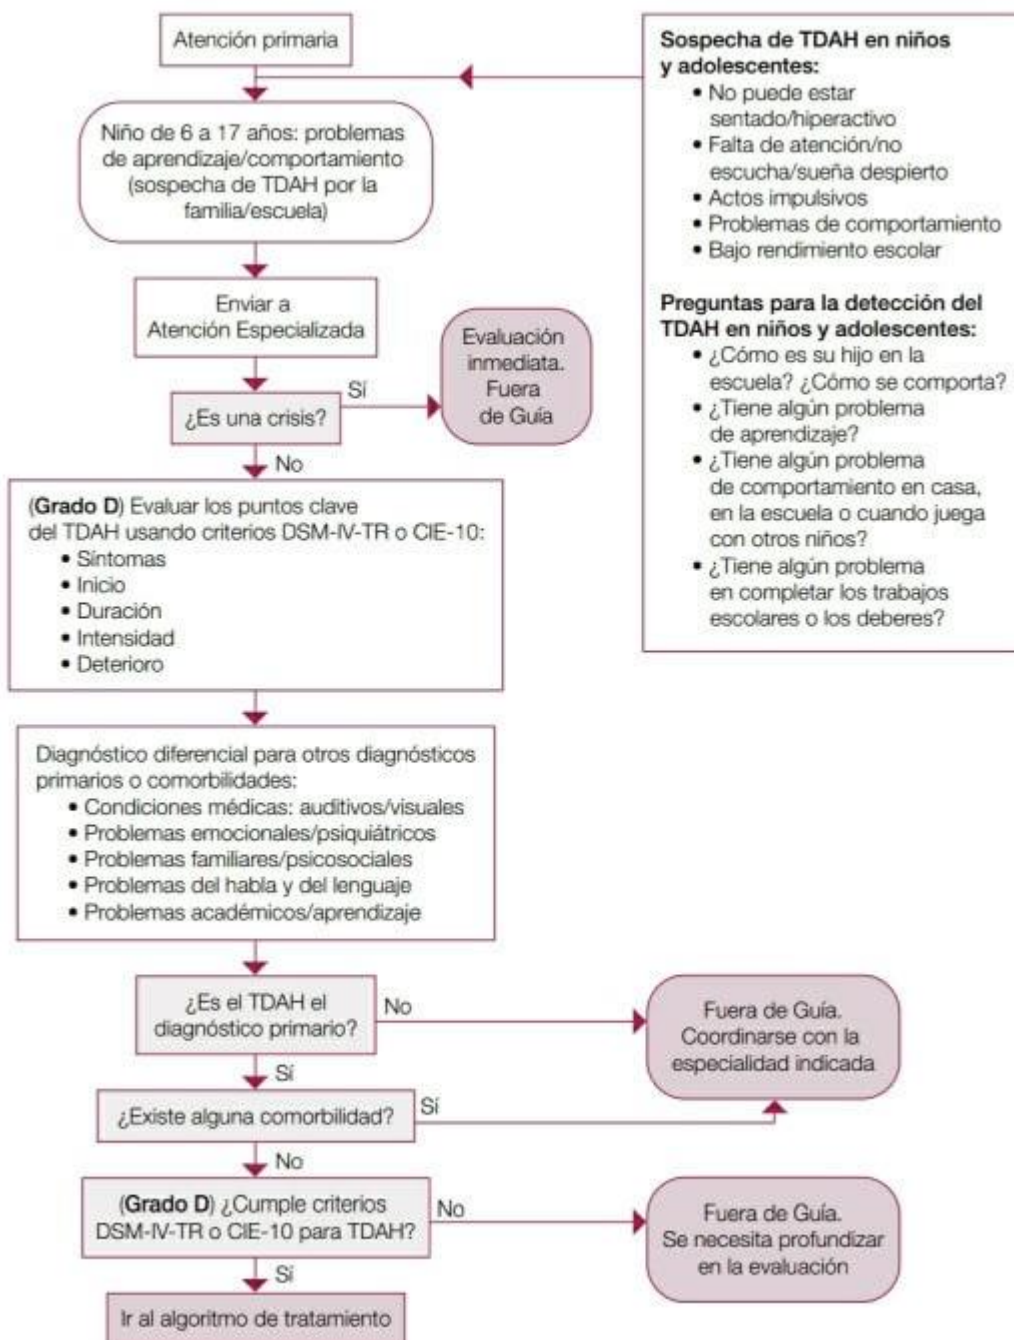 Atención primaria
Niño de 6 a 17 años: problemas
de aprendizaje/comportamiento
(sospecha de TDAH por la
familia/escuela)
Sospecha de TDAH en niños
y adolescentes:
• No puede estar
sentado/hiperactivo
• Falta de atención/no
escucha/sueña despierto
• Actos impulsivos
• Problemas de comportamiento
• Bajo rendimiento escolar
Preguntas para la detección del
TDAH en niños y adolescentes:
• ¿Cómo es su hijo en la
escuela? ¿Cómo se comporta?
• ¿Tiene algún problema
de aprendizaje?
• ¿Tiene algún problema
de comportamiento en casa,
en la escuela o cuando juega
con otros niños?
• ¿Tiene algún problema
en completar los trabajos
escolares o los deberes?
Enviar a
Atención Especializada
¿Es una crisis?
Sí
Evaluación
inmediata.
Fuera
de Guía
No
(Grado D) Evaluar los puntos clave
del TDAH usando criterios DSM-IV-TR o CIE-10:
• Síntomas
• Inicio
• Duración
• Intensidad
• Deterioro
Diagnóstico diferencial para otros diagnósticos
primarios o comorbilidades:
• Condiciones médicas: auditivos/visuales
• Problemas emocionales/psiquiátricos
• Problemas familiares/psicosociales
• Problemas del habla y del lenguaje
• Problemas académicos/aprendizaje
¿Es el TDAH el
diagnóstico primario?
No
Fuera de Guía.
Coordinarse con la
especialidad indicada
Sí
¿Existe alguna comorbilidad?
Sí
No
(Grado D) ¿Cumple criterios
DSM-IV-TR o CIE-10 para TDAH?
No
Fuera de Guía.
Se necesita profundizar
en la evaluación
Sí
Ir al algoritmo de tratamiento